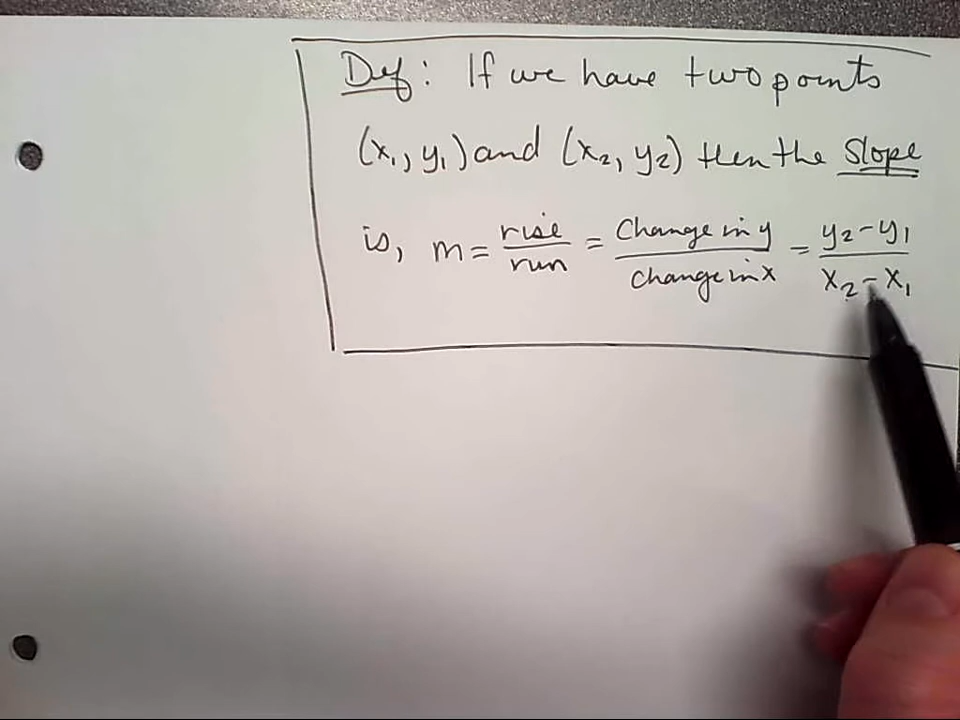 Def: If we have two points
(x₁, y₁) and (x₂, y₂) then the Slope
is, m = rise/run = Change in y/change in x = y₂-y₁/x₂-x₁